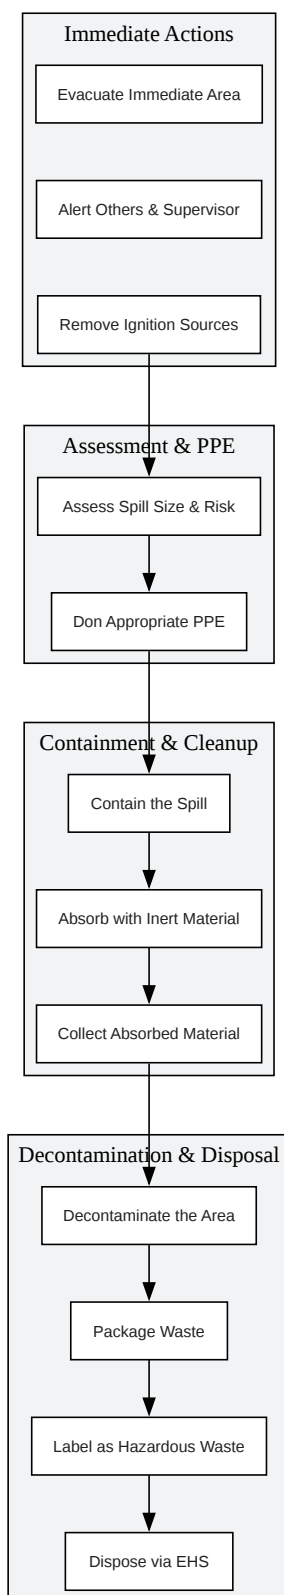 Immediate Actions
Evacuate Immediate Area
Alert Others & Supervisor
Remove Ignition Sources
Assessment & PPE
Assess Spill Size & Risk
Don Appropriate PPE
Containment & Cleanup
Contain the Spill
Absorb with Inert Material
Collect Absorbed Material
Decontamination & Disposal
Decontaminate the Area
Package Waste
Label as Hazardous Waste
Dispose via EHS